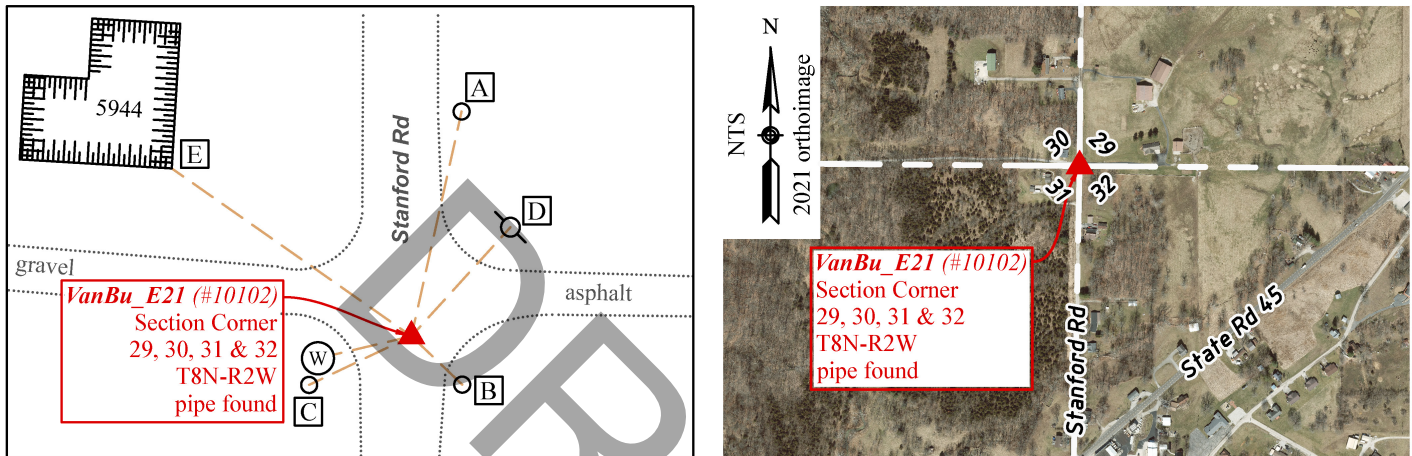 A
5944
E
Stanford Rd
D
gravel
asphalt
VanBu_E21 (#10102)
Section Corner
29, 30, 31 & 32
T8N-R2W
pipe found
W
C
B
DR
N
NTS
2021 orthoimage
30 29
31 32
VanBu_E21 (#10102)
Section Corner
29, 30, 31 & 32
T8N-R2W
pipe found
Stanford Rd
State Rd 45